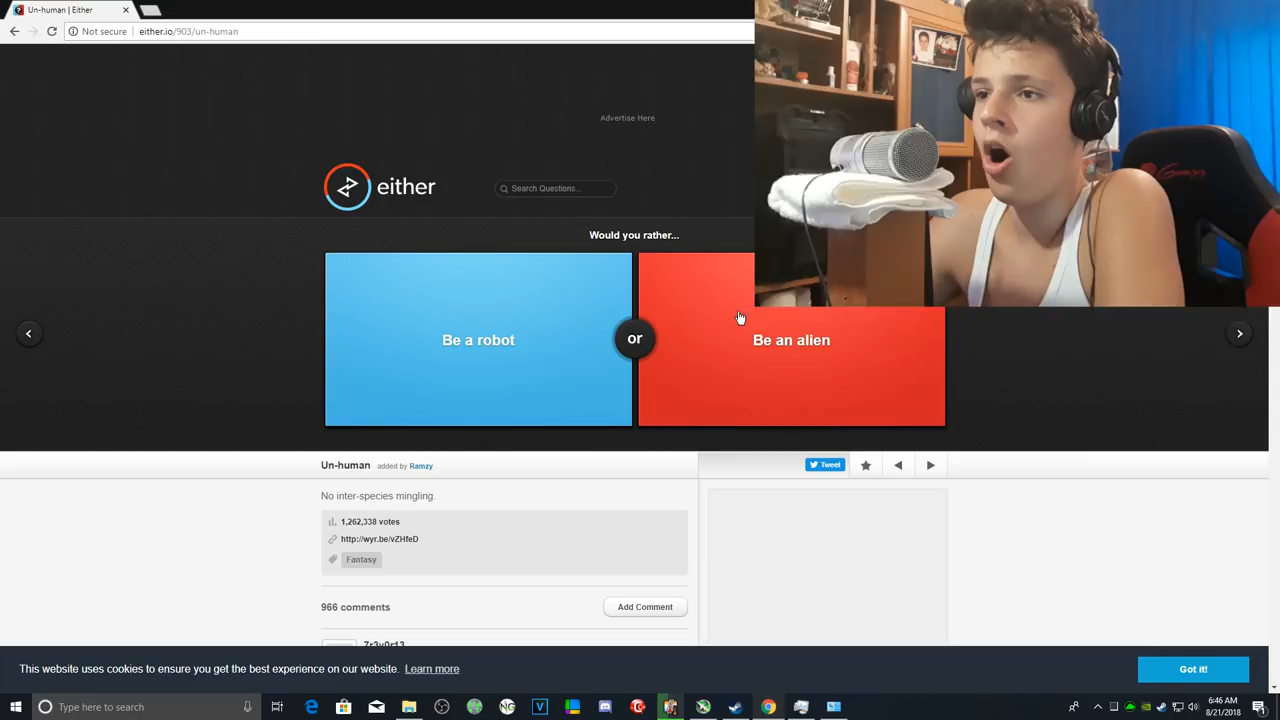 Un-human | Either
Not secure | either.io/903/un-human
Advertise Here
either
Search Questions...
Would you rather...
Be a robot
or
Be an alien
Un-human added by Ramzy
Tweet
No inter-species mingling.
1,262,338 votes
http://wyr.be/vZHfeD
Fantasy
966 comments
Add Comment
This website uses cookies to ensure you get the best experience on our website. Learn more
Got it!
Type here to search
6:46 AM
8/21/2018